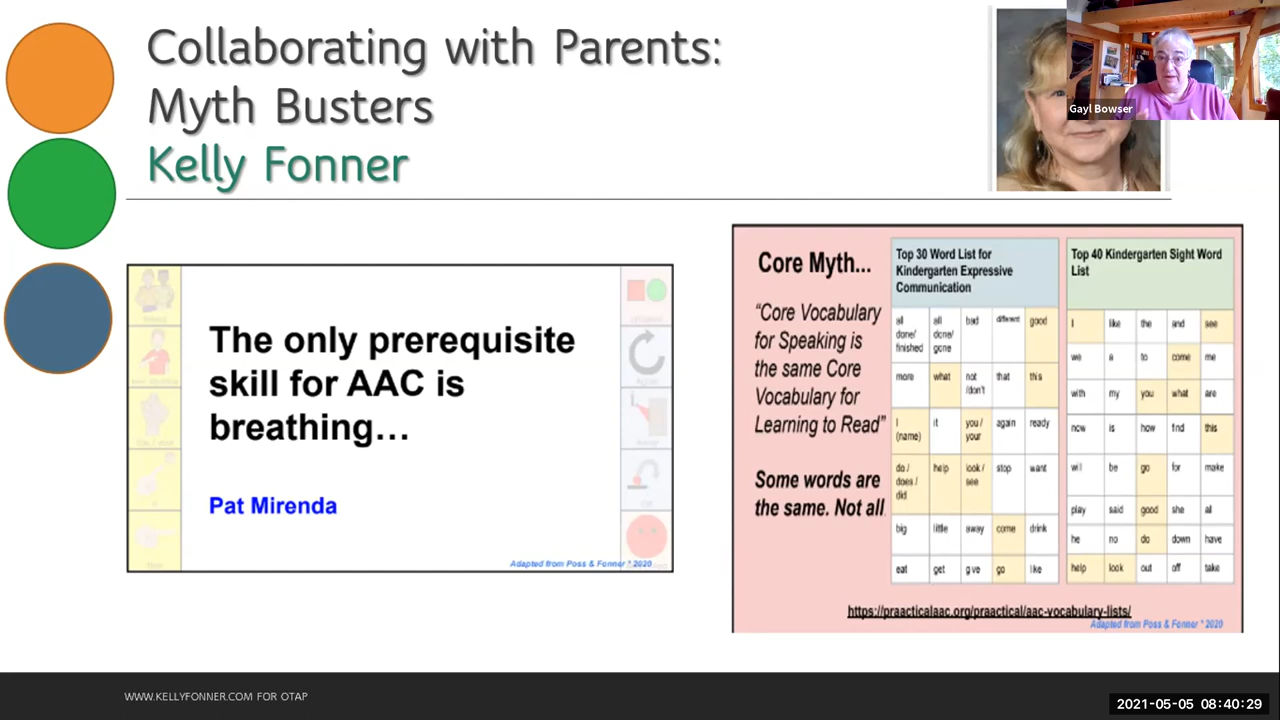 Collaborating with Parents:
Myth Busters
Kelly Fonner
Gayl Bowser
The only prerequisite
skill for AAC is
breathing…
Pat Mirenda
Adapted from Poss & Fonner * 2020
Core Myth...
"Core Vocabulary
for Speaking is
the same Core
Vocabulary for
Learning to Read"
Some words are
the same. Not all
Top 30 Word List for
Kindergarten Expressive
Communication
all done/ finished
all done/ gone
bad
different
good
more
what
not /don't
that
this
I (name)
it
you / your
again
ready
do / does / did
help
look / see
stop
want
big
little
away
come
drink
eat
get
give
go
like
Top 40 Kindergarten Sight Word
List
I like the and see
we a to come me
with my you what are
now is how find this
will be go for make
play said good she all
he no do down have
help look out off take
https://praacticalaac.org/praactical/aac-vocabulary-lists/
Adapted from Poss & Fonner * 2020
WWW.KELLYFONNER.COM FOR OTAP
2021-05-05 08:40:29